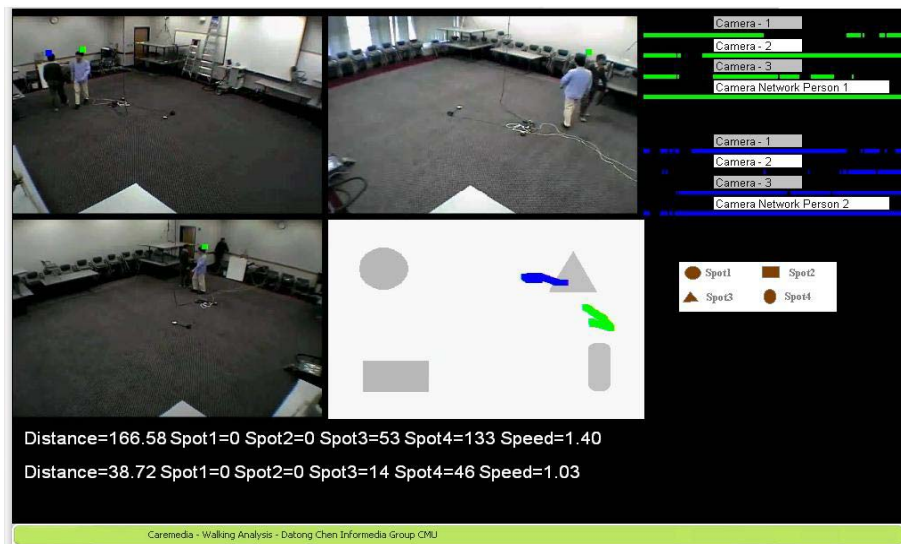 Camera - 1
Camera - 2
Camera - 3
Camera Network Person 1
Camera - 1
Camera - 2
Camera - 3
Camera Network Person 2
Spot1 Spot2
Spot3 Spot4
Distance=166.58 Spot1=0 Spot2=0 Spot3=53 Spot4=133 Speed=1.40
Distance=38.72 Spot1=0 Spot2=0 Spot3=14 Spot4=46 Speed=1.03
Caremedia - Walking Analysis - Datong Chen Informedia Group CMU